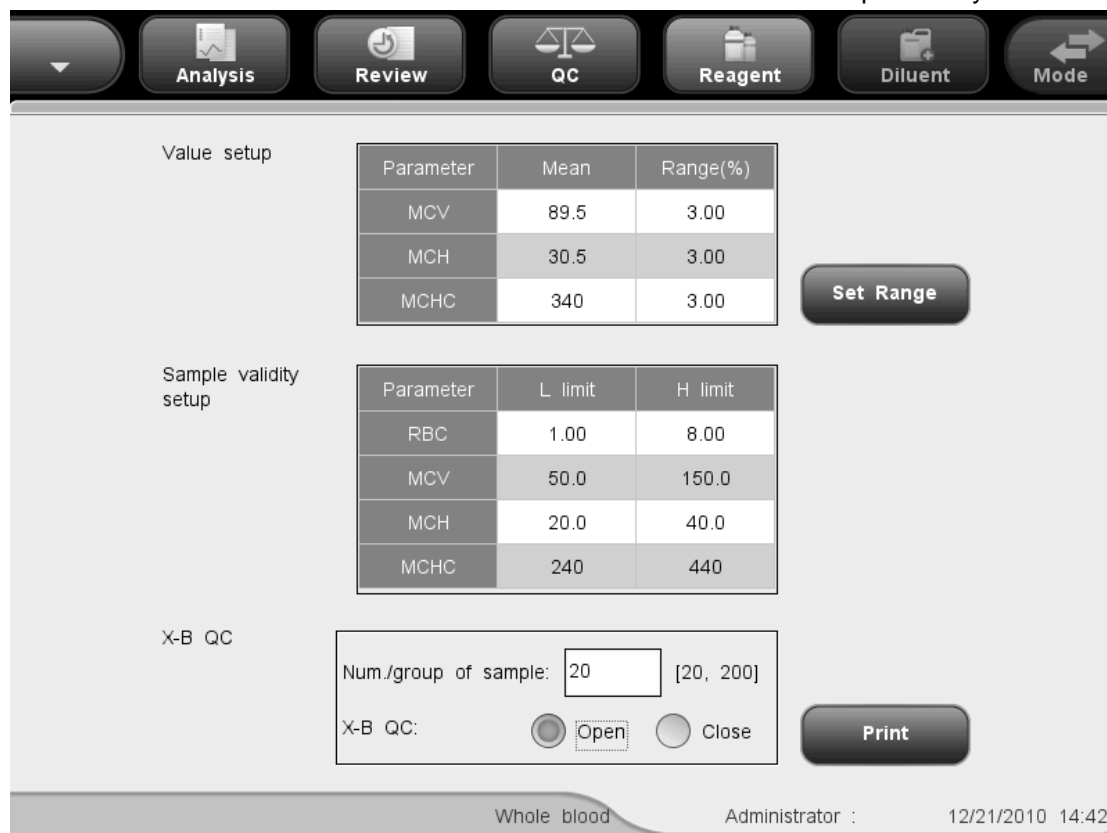 Analysis Review QC Reagent Diluent Mode
Value setup
Parameter Mean Range(%)
MCV 89.5 3.00
MCH 30.5 3.00
MCHC 340 3.00
Set Range
Sample validity
setup
Parameter L limit H limit
RBC 1.00 8.00
MCV 50.0 150.0
MCH 20.0 40.0
MCHC 240 440
X-B QC
Num./group of sample: 20 [20, 200]
X-B QC: Open Close
Print
Whole blood Administrator : 12/21/2010 14:42